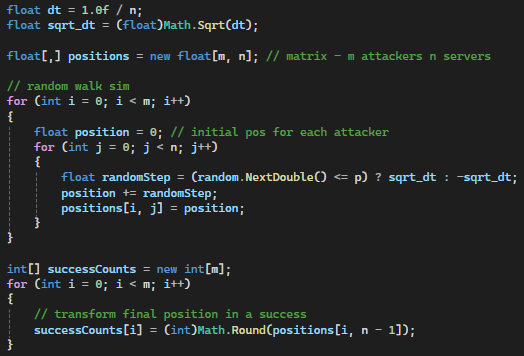 float dt = 1.0f / n;
float sqrt_dt = (float)Math.Sqrt(dt);
float[,] positions = new float[m, n]; // matrix - m attackers n servers
// random walk sim
for (int i = 0; i < m; i++)
{
float position = 0; // initial pos for each attacker
for (int j = 0; j < n; j++)
{
float randomStep = (random.NextDouble() <= p) ? sqrt_dt : -sqrt_dt;
position += randomStep;
positions[i, j] = position;
}
}
int[] successCounts = new int[m];
for (int i = 0; i < m; i++)
{
// transform final position in a success
successCounts[i] = (int)Math.Round(positions[i, n - 1]);
}